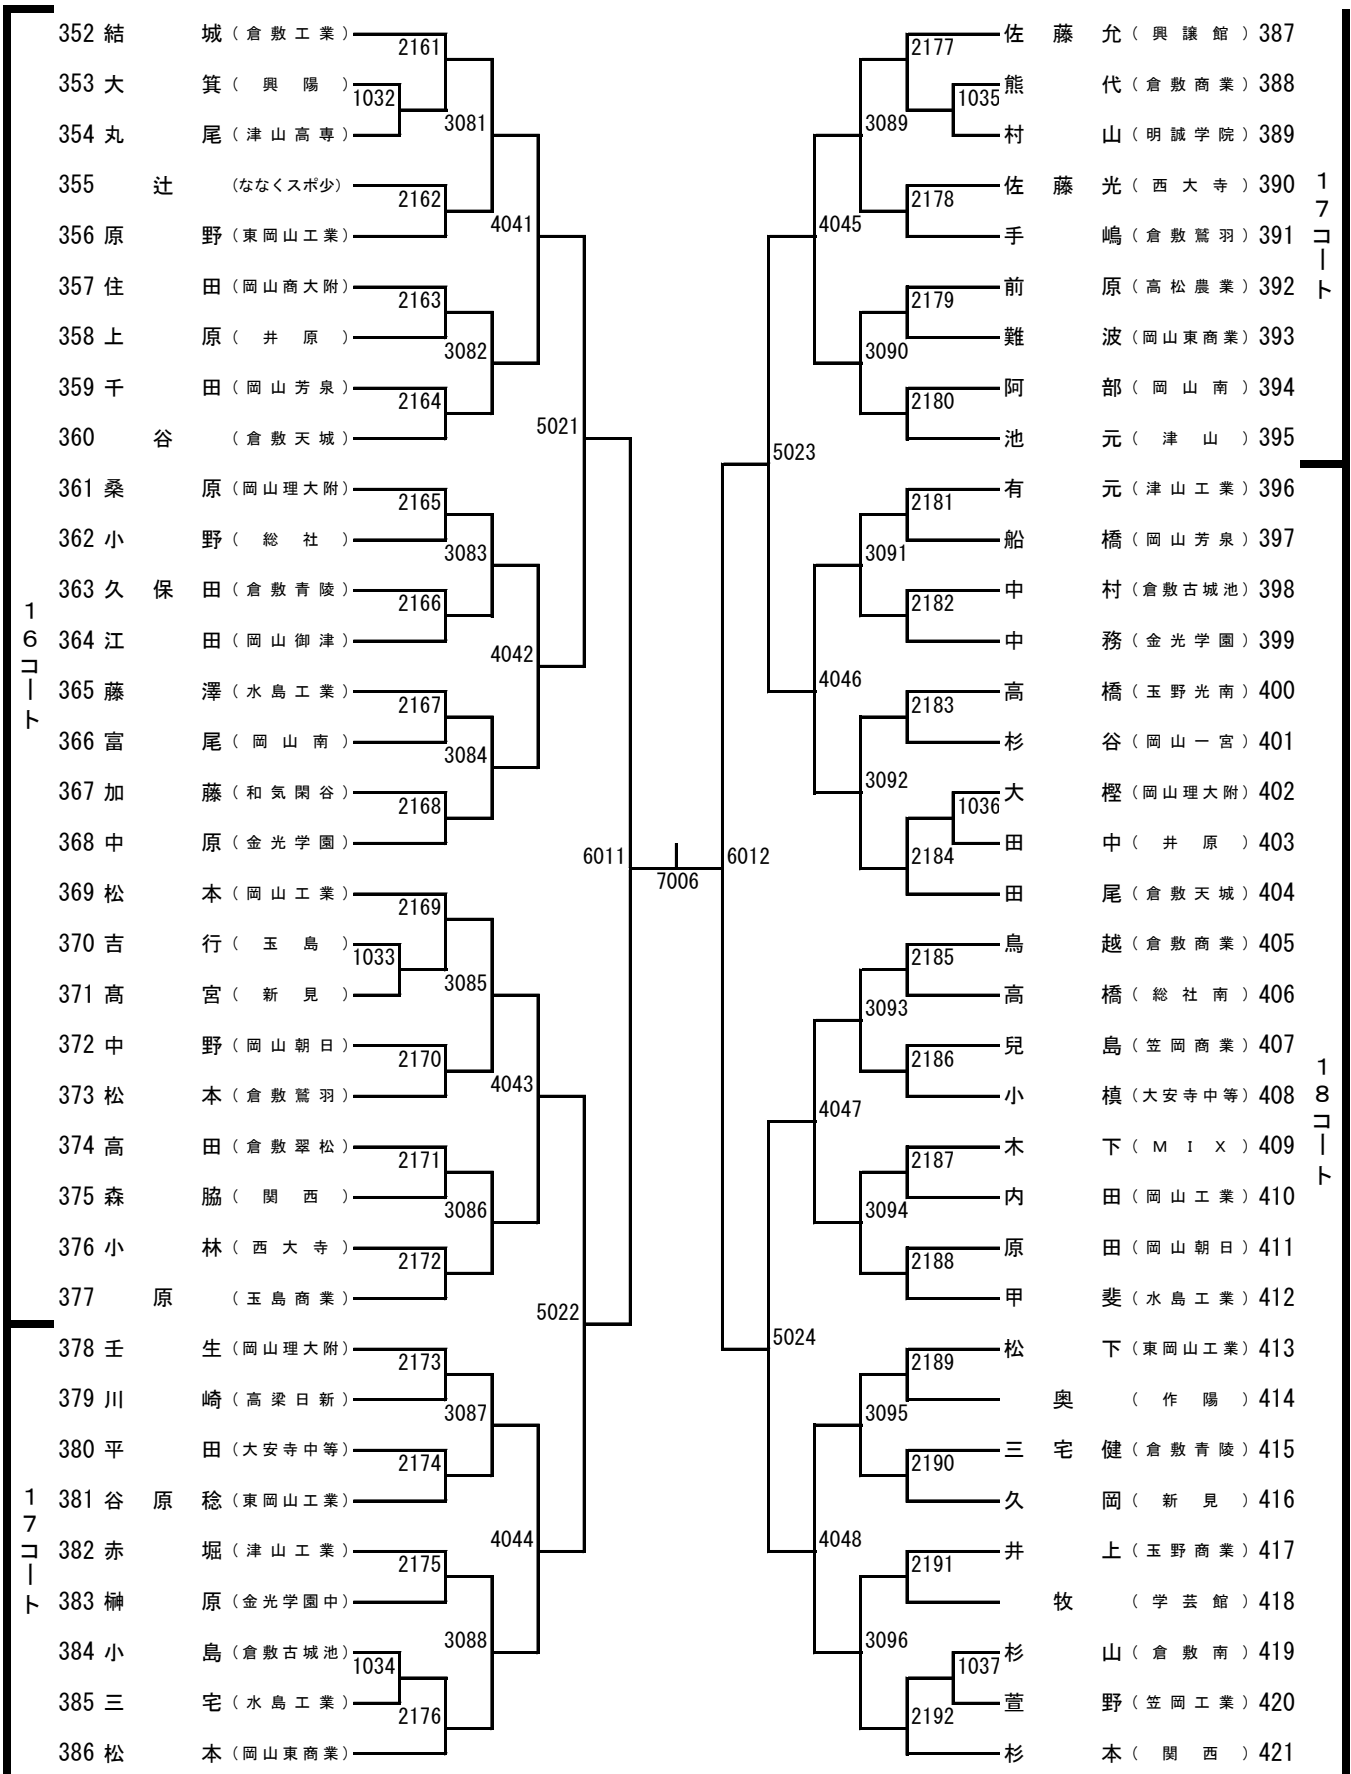 352 結城 (倉敷工業)
2161
353 大箕 (興陽)
1032
3081
354 丸尾 (津山高専)
355 辻 (ななくスポ少)
2162
4041
356 原野 (東岡山工業)
357 住田 (岡山商大附)
2163
358 上原 (井原)
3082
359 千田 (岡山芳泉)
2164
5021
360 谷 (倉敷天城)
361 桑原 (岡山理大附)
2165
362 小野 (総社)
3083
363 久保田 (倉敷青陵)
2166
364 江田 (岡山御津)
4042
365 藤澤 (水島工業)
2167
366 富尾 (岡山南)
3084
367 加藤 (和気閑谷)
2168
368 中原 (金光学園)
6011
369 松本 (岡山工業)
2169
370 吉行 (玉島)
1033
3085
371 髙宮 (新見)
372 中野 (岡山朝日)
2170
4043
373 松本 (倉敷鷲羽)
374 高田 (倉敷翠松)
2171
375 森脇 (関西)
3086
376 小林 (西大寺)
2172
377 原 (玉島商業)
5022
378 壬生 (岡山理大附)
2173
379 川崎 (高梁日新)
3087
380 平田 (大安寺中等)
2174
381 谷原稔 (東岡山工業)
4044
382 赤堀 (津山工業)
2175
383 榊原 (金光学園中)
3088
384 小島 (倉敷古城池)
1034
385 三宅 (水島工業)
2176
386 松本 (岡山東商業)
16コート
17コート
7006
6012
佐藤允 (興譲館) 387
2177
熊代 (倉敷商業) 388
1035
3089
村山 (明誠学院) 389
佐藤光 (西大寺) 390
2178
4045
手嶋 (倉敷鷲羽) 391
前原 (高松農業) 392
2179
難波 (岡山東商業) 393
3090
阿部 (岡山南) 394
2180
池元 (津山) 395
5023
有元 (津山工業) 396
2181
船橋 (岡山芳泉) 397
3091
中村 (倉敷古城池) 398
2182
中務 (金光学園) 399
4046
高橋 (玉野光南) 400
2183
杉谷 (岡山一宮) 401
3092
大樫 (岡山理大附) 402
1036
田中 (井原) 403
2184
田尾 (倉敷天城) 404
鳥越 (倉敷商業) 405
2185
高橋 (総社南) 406
3093
兒島 (笠岡商業) 407
2186
小槙 (大安寺中等) 408
4047
木下 (MIX) 409
2187
内田 (岡山工業) 410
3094
原田 (岡山朝日) 411
2188
甲斐 (水島工業) 412
5024
松下 (東岡山工業) 413
2189
奥 (作陽) 414
3095
三宅健 (倉敷青陵) 415
2190
久岡 (新見) 416
4048
井上 (玉野商業) 417
2191
牧 (学芸館) 418
3096
杉山 (倉敷南) 419
1037
萱野 (笠岡工業) 420
2192
杉本 (関西) 421
17コート
18コート